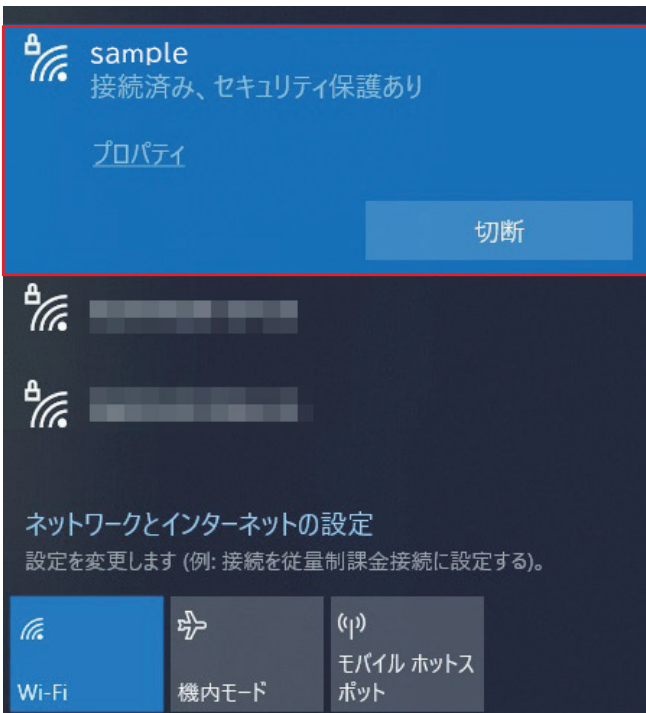 sample
接続済み、セキュリティ保護あり
プロパティ
切断
ネットワークとインターネットの設定
設定を変更します (例: 接続を従量制課金接続に設定する)。
Wi-Fi
機内モード
モバイル ホットス
ポット